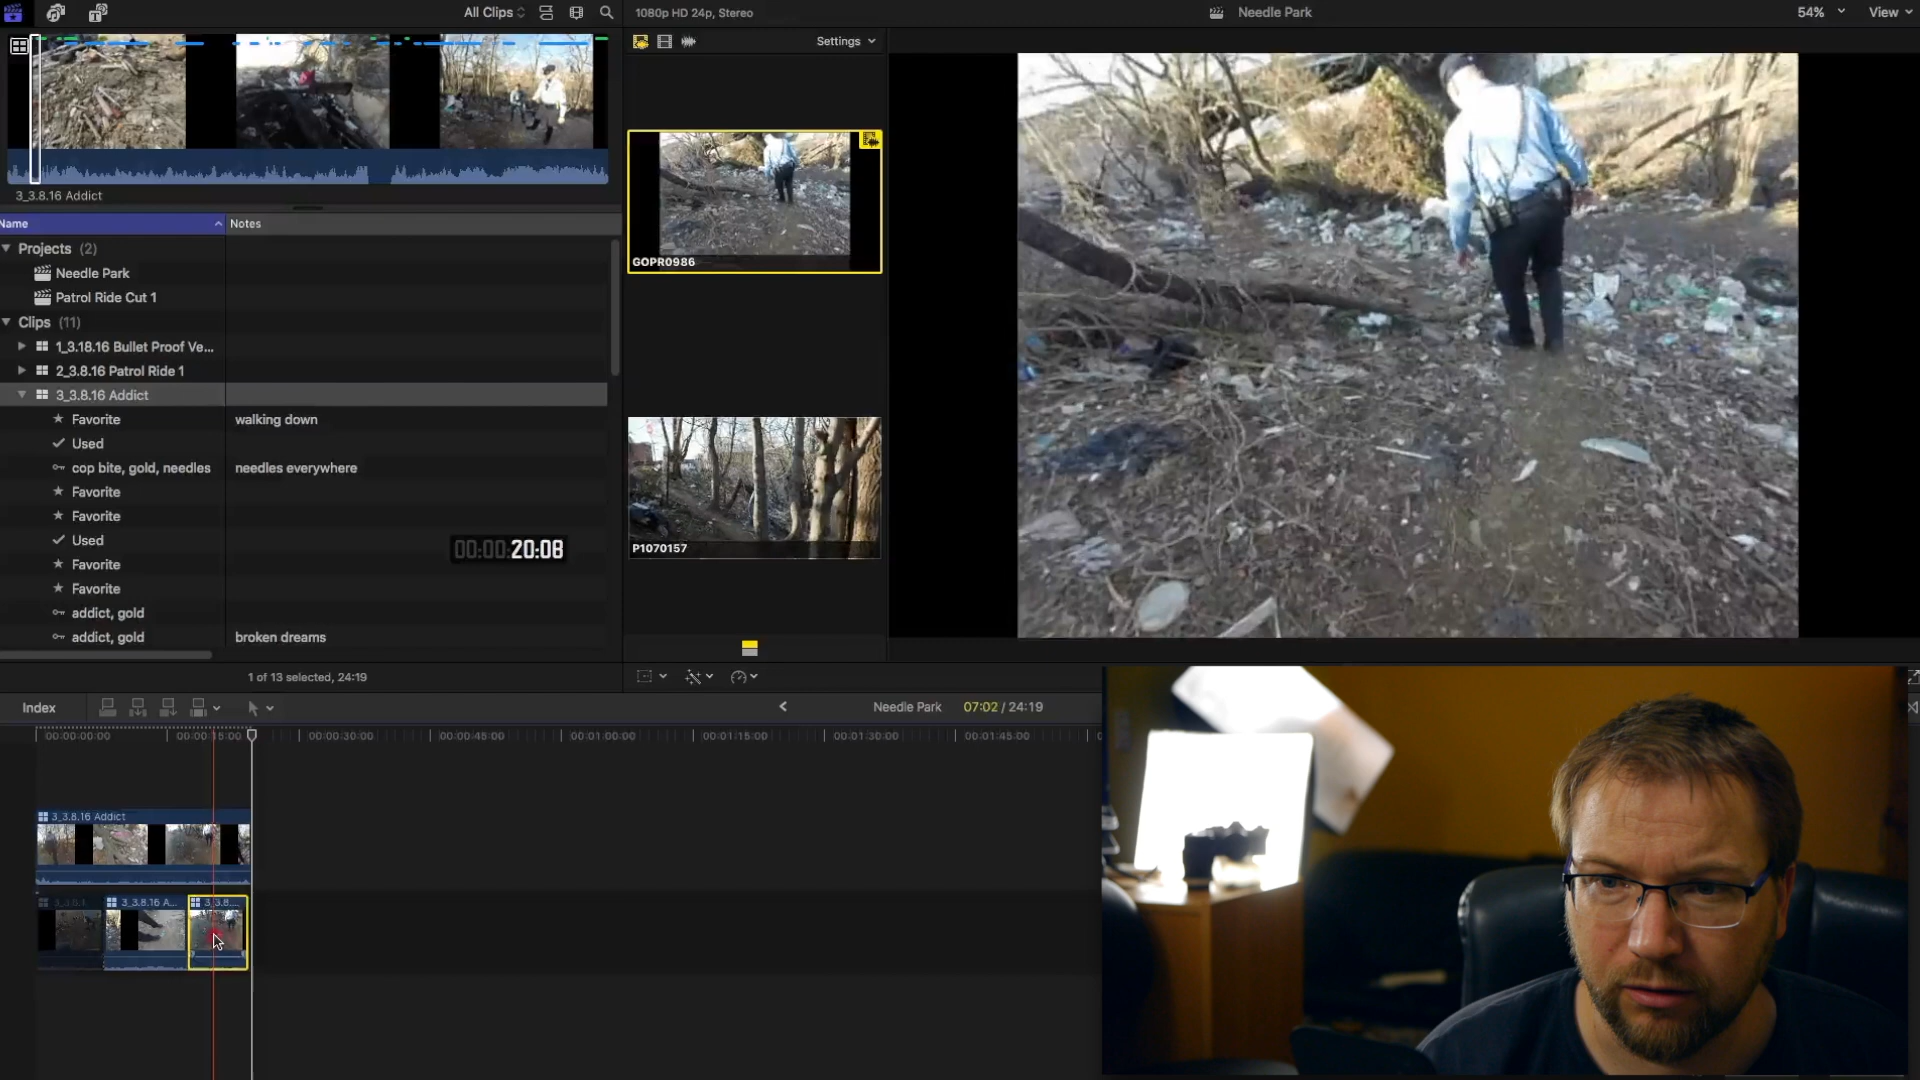 All Clips
1080p HD 24p, Stereo
Needle Park
54%
View
Settings
3_3.8.16 Addict
Name
Notes
Projects (2)
Needle Park
Patrol Ride Cut 1
Clips (11)
1_3.18.16 Bullet Proof Ve...
2_3.8.16 Patrol Ride 1
3_3.8.16 Addict
Favorite walking down
Used
cop bite, gold, needles needles everywhere
Favorite
Favorite
Used
Favorite
Favorite
addict, gold
addict, gold broken dreams
00:00:20:08
GOPR0986
P1070157
1 of 13 selected, 24:19
Index
Needle Park
07:02 / 24:19
00:00:00:00
00:00:15:00
00:00:30:00
00:00:45:00
00:01:00:00
00:01:15:00
00:01:30:00
00:01:45:00
3_3.8.16 Addict
3_3.8.16 A...
3_3.8....